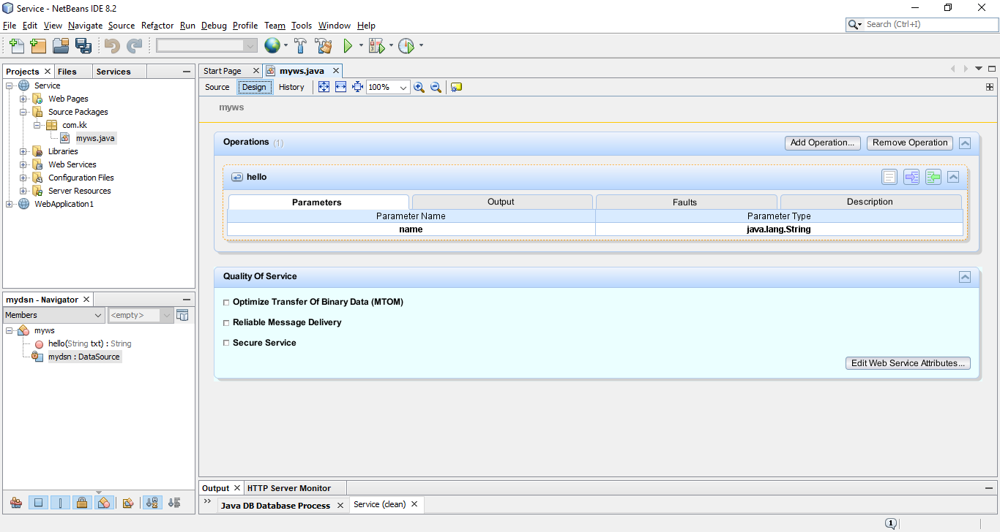 Service - NetBeans IDE 8.2
File Edit View Navigate Source Refactor Run Debug Profile Team Tools Window Help
Search (Ctrl+I)
Projects Files Services
Service
Web Pages
Source Packages
com.kk
myws.java
Libraries
Web Services
Configuration Files
Server Resources
WebApplication1
mydsn - Navigator
Members <empty>
myws
hello(String txt) : String
mydsn : DataSource
Start Page myws.java
Source Design History 100%
myws
Operations (1) Add Operation... Remove Operation
hello
Parameters Output Faults Description
Parameter Name Parameter Type
name java.lang.String
Quality Of Service
Optimize Transfer Of Binary Data (MTOM)
Reliable Message Delivery
Secure Service
Edit Web Service Attributes...
Output HTTP Server Monitor
Java DB Database Process Service (clean)
1